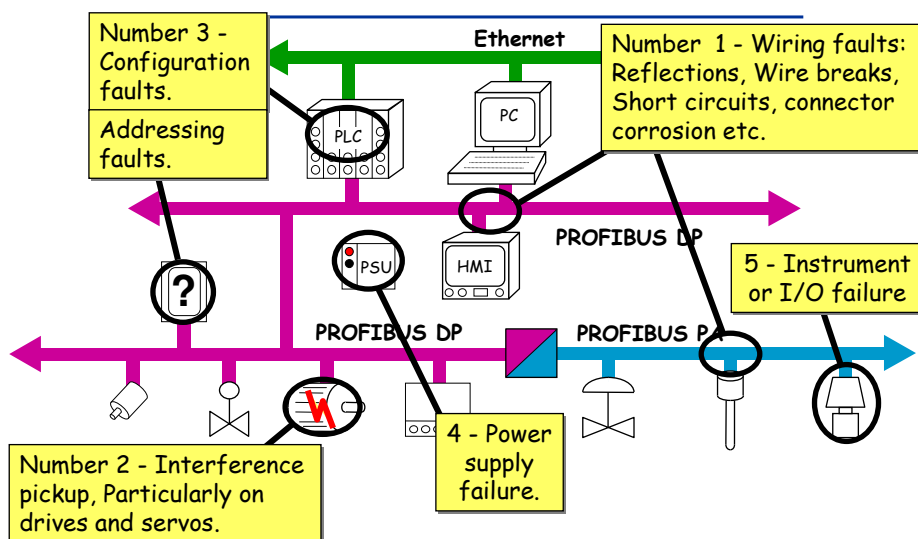 Number 3 -
Configuration
faults.
Addressing
faults.
Ethernet
Number 1 - Wiring faults:
Reflections, Wire breaks,
Short circuits, connector
corrosion etc.
PLC
PC
PROFIBUS DP
PSU
HMI
5 - Instrument
or I/O failure
?
PROFIBUS DP
PROFIBUS PA
4 - Power
supply
failure.
Number 2 - Interference
pickup, Particularly on
drives and servos.